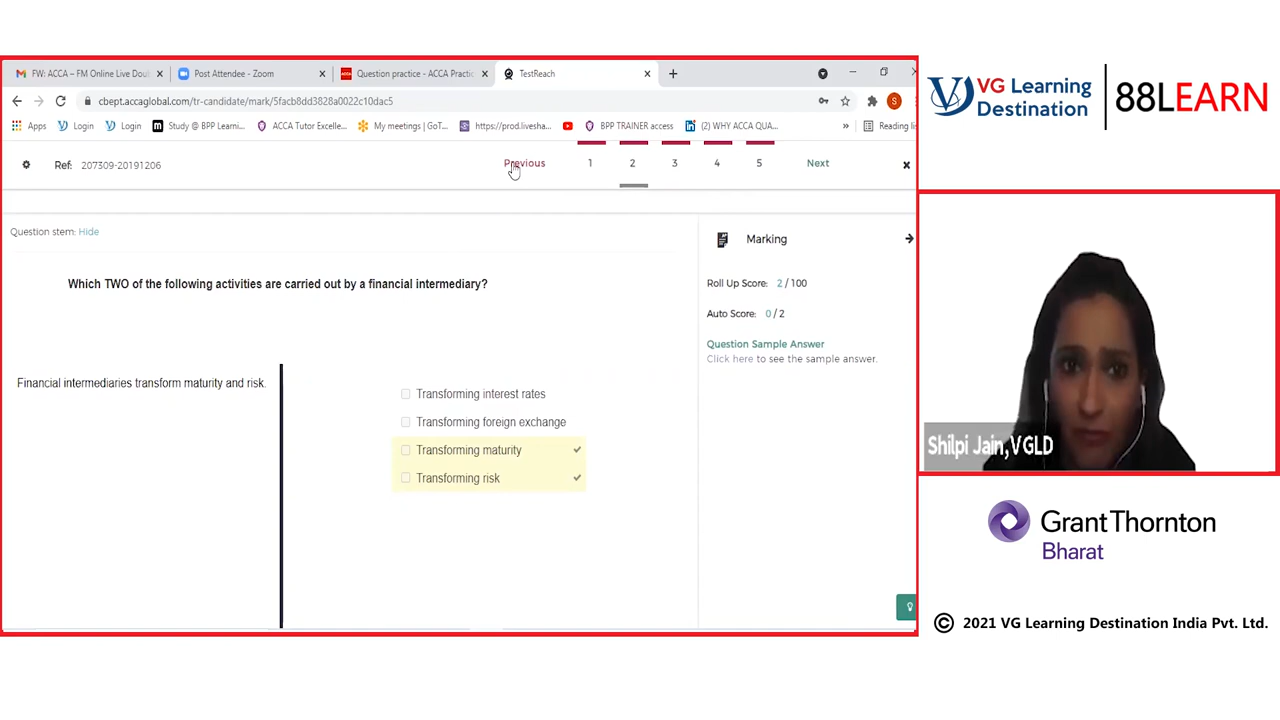 FW: ACCA – FM Online Live Doub
Post Attendee - Zoom
Question practice - ACCA Practic
TestReach
cbept.accaglobal.com/tr-candidate/mark/5facb8dd3828a0022c10dac5
Apps
Login
Login
Study @ BPP Learni...
ACCA Tutor Excelle...
My meetings | GoT...
https://prod.livesha...
BPP TRAINER access
(2) WHY ACCA QUA...
»
Reading lis
Ref: 207309-20191206
Previous
1
2
3
4
5
Next
Question stem: Hide
Which TWO of the following activities are carried out by a financial intermediary?
Financial intermediaries transform maturity and risk.
Transforming interest rates
Transforming foreign exchange
Transforming maturity
Transforming risk
Marking
Roll Up Score: 2 / 100
Auto Score: 0 / 2
Question Sample Answer
Click here to see the sample answer.
VG Learning
Destination
88LEARN
Shilpi Jain,VGLD
GrantThornton
Bharat
© 2021 VG Learning Destination India Pvt. Ltd.